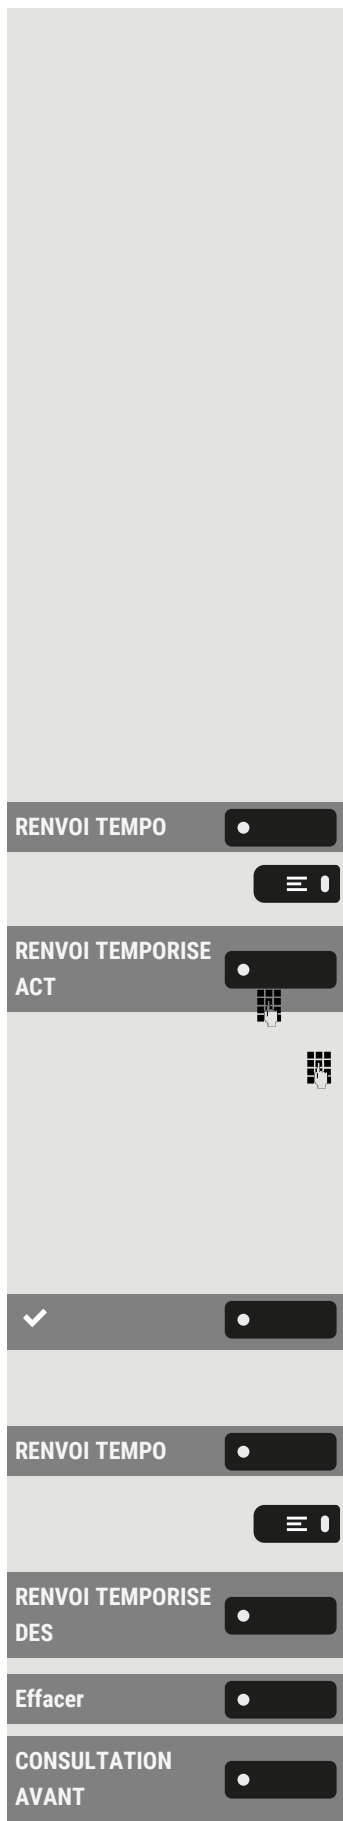 RENVOI TEMPO
RENVOI TEMPORISE
ACT
RENVOI TEMPO
RENVOI TEMPORISE
DES
Effacer
CONSULTATION
AVANT